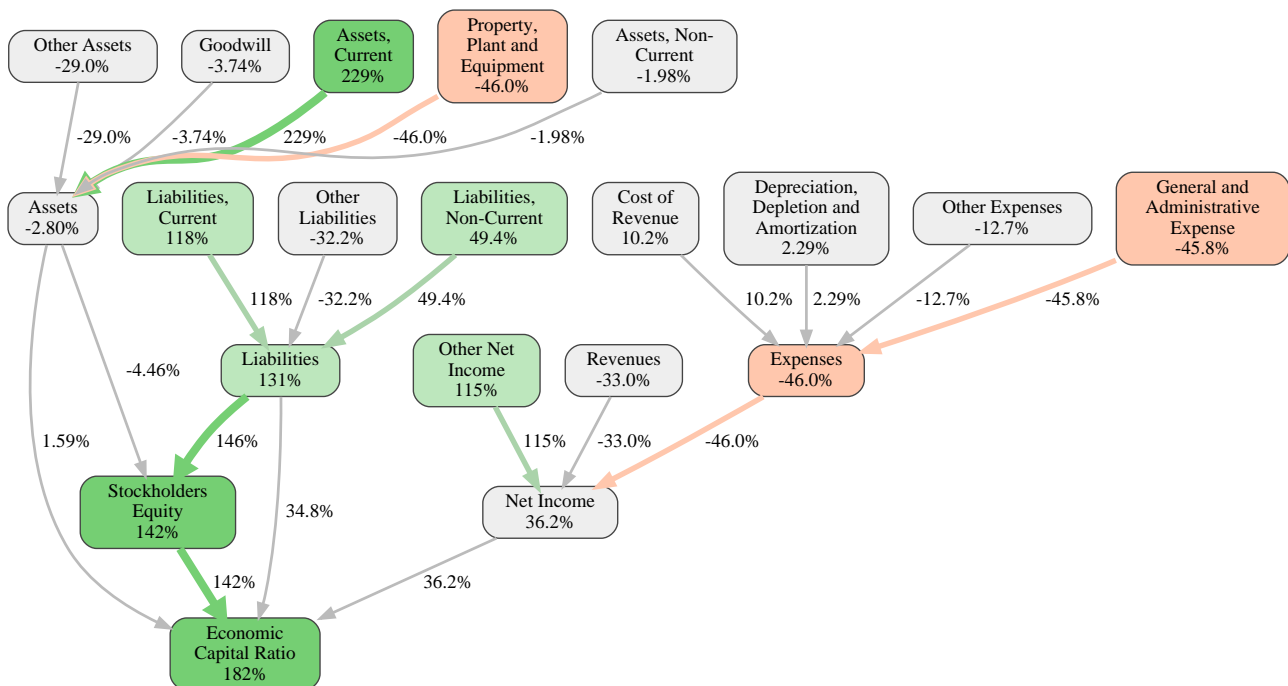 Other Assets
-29.0%
Goodwill
-3.74%
Assets,
Current
229%
Property,
Plant and
Equipment
-46.0%
Assets, Non-
Current
-1.98%
-29.0%
-3.74%
229%
-46.0%
-1.98%
Assets
-2.80%
Liabilities,
Current
118%
Other
Liabilities
-32.2%
Liabilities,
Non-Current
49.4%
Cost of
Revenue
10.2%
Depreciation,
Depletion and
Amortization
2.29%
Other Expenses
-12.7%
General and
Administrative
Expense
-45.8%
118%
-32.2%
49.4%
10.2%
2.29%
-12.7%
-45.8%
Liabilities
131%
Other Net
Income
115%
Revenues
-33.0%
Expenses
-46.0%
-4.46%
1.59%
146%
34.8%
115%
-33.0%
-46.0%
Stockholders
Equity
142%
Net Income
36.2%
142%
36.2%
Economic
Capital Ratio
182%